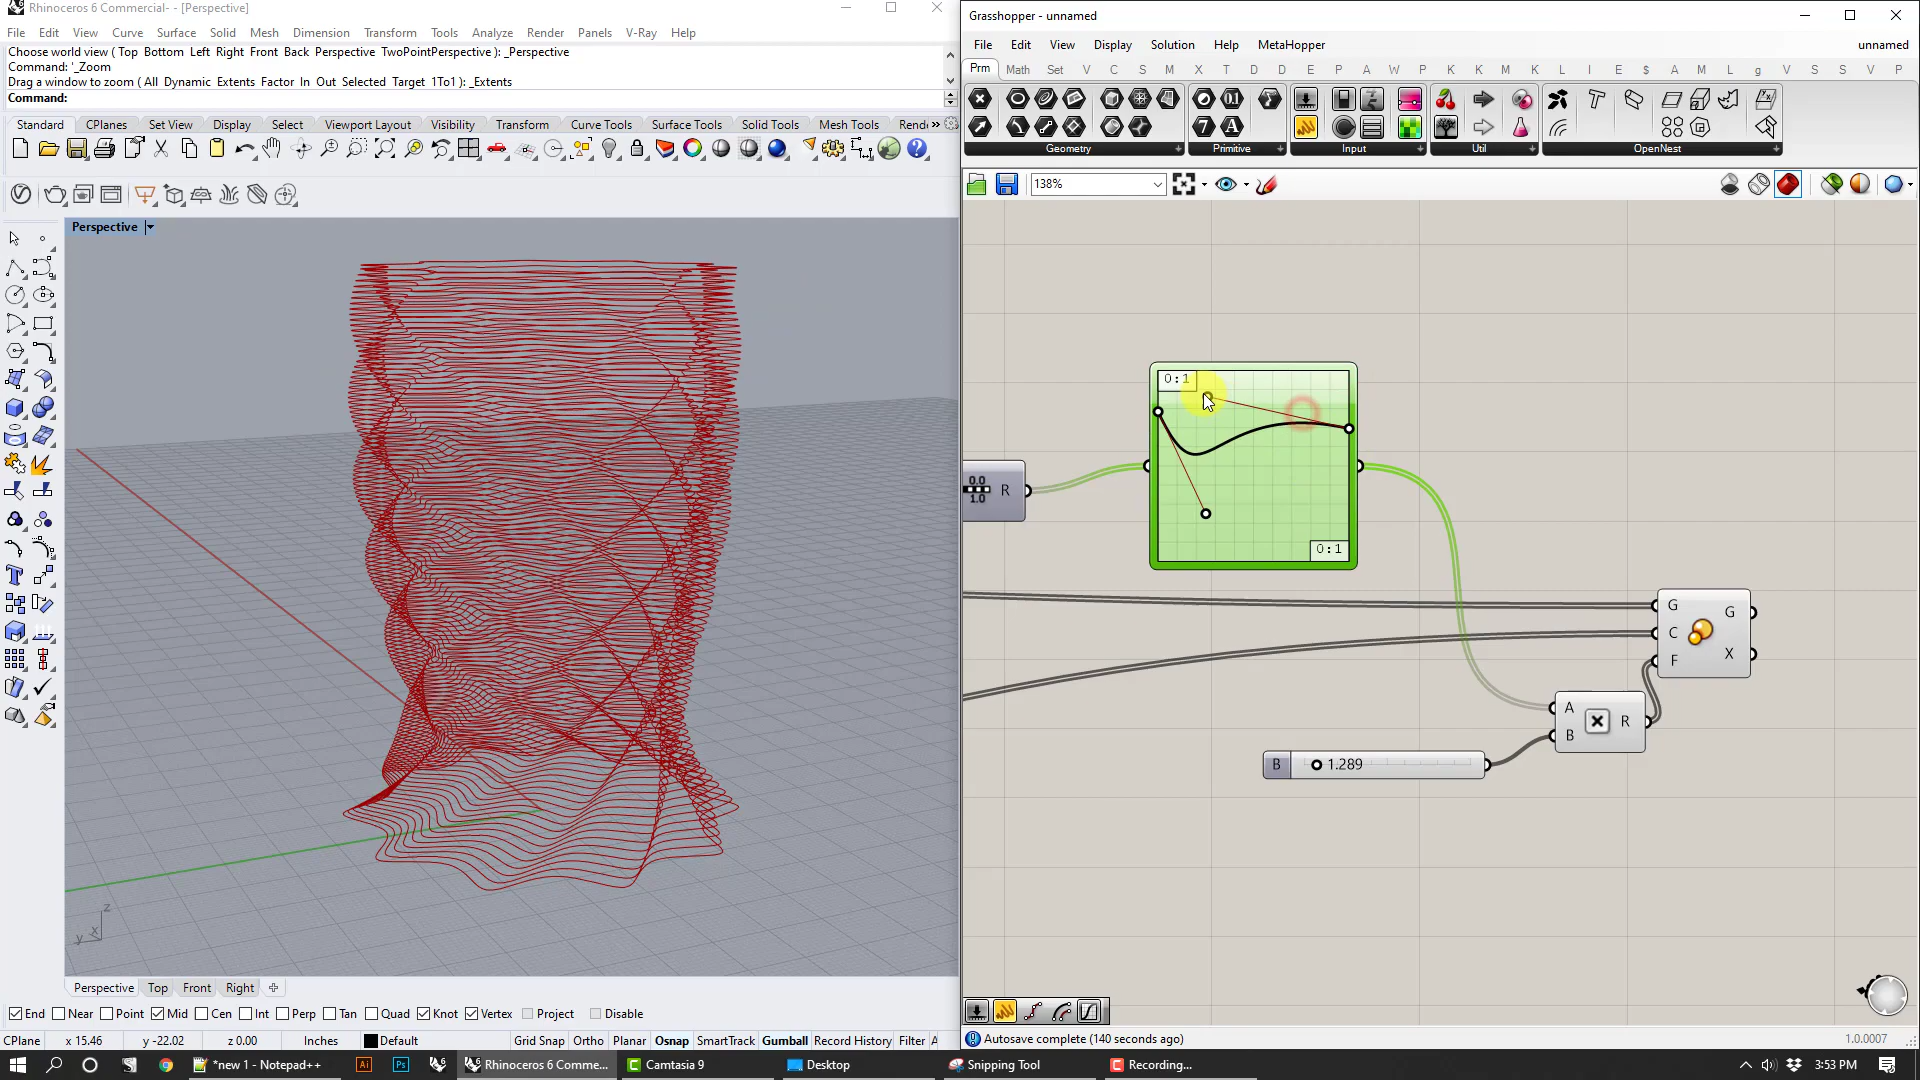 Rhinoceros 6 Commercial- - [Perspective]
File Edit View Curve Surface Solid Mesh Dimension Transform Tools Analyze Render Panels V-Ray Help
Choose world view ( Top Bottom Left Right Front Back Perspective TwoPointPerspective ): _Perspective
Command: '_Zoom
Drag a window to zoom ( All Dynamic Extents Factor In Out Selected Target 1To1 ): _Extents
Command:
Standard CPlanes Set View Display Select Viewport Layout Visibility Transform Curve Tools Surface Tools Solid Tools Mesh Tools Rend »
Perspective
z
x
y
Perspective Top Front Right
End Near Point Mid Cen Int Perp Tan Quad Knot Vertex Project Disable
CPlane x 15.46 y -22.02 z 0.00 Inches Default Grid Snap Ortho Planar Osnap SmartTrack Gumball Record History Filter A
Grasshopper - unnamed
File Edit View Display Solution Help MetaHopper unnamed
Prm Math Set V C S M X T D D E P A W P K K M K L I E $ A M L g V S S V P
Geometry Primitive Input Util OpenNest
138%
0:1
0:1
0.0
1.0
R
G G
C
F X
A
B R
B 1.289
Autosave complete (140 seconds ago) 1.0.0007
*new 1 - Notepad++ Rhinoceros 6 Comme... Camtasia 9 Desktop Snipping Tool Recording... 3:53 PM